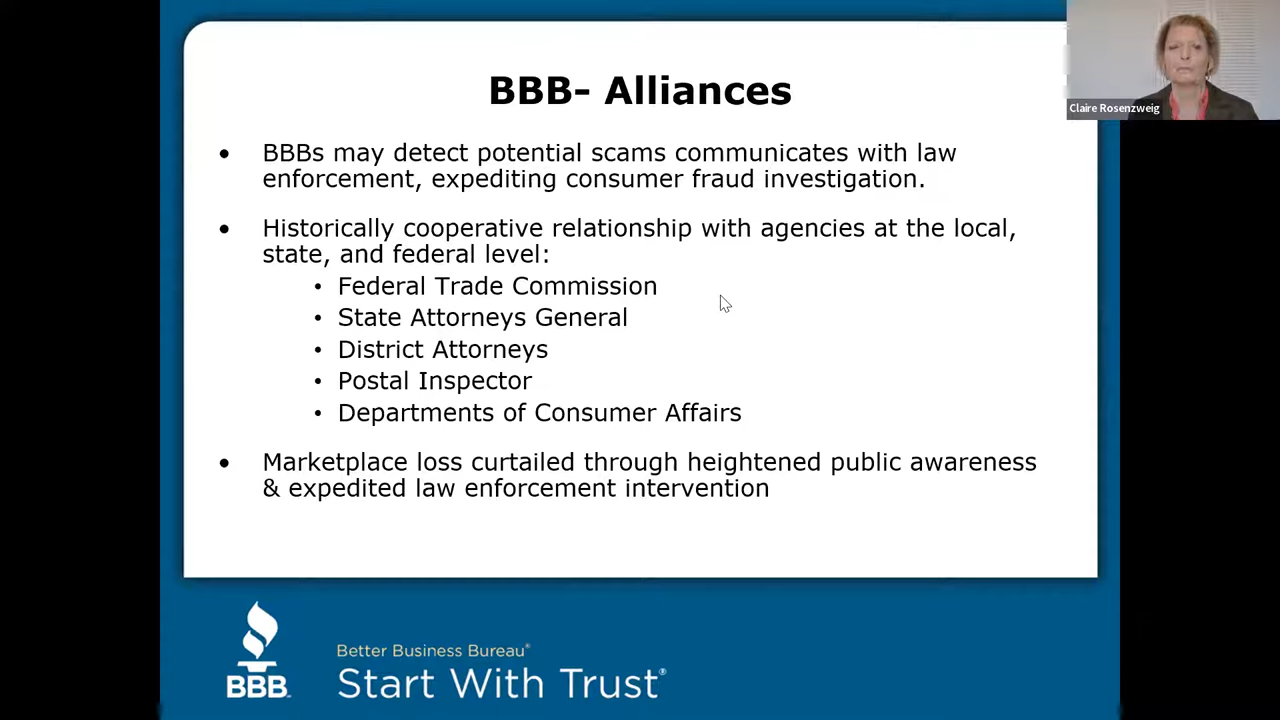 BBB- Alliances
Claire Rosenzweig
• BBBs may detect potential scams communicates with law
enforcement, expediting consumer fraud investigation.
• Historically cooperative relationship with agencies at the local,
state, and federal level:
• Federal Trade Commission
• State Attorneys General
• District Attorneys
• Postal Inspector
• Departments of Consumer Affairs
• Marketplace loss curtailed through heightened public awareness
& expedited law enforcement intervention
BBB
Better Business Bureau®
Start With Trust®